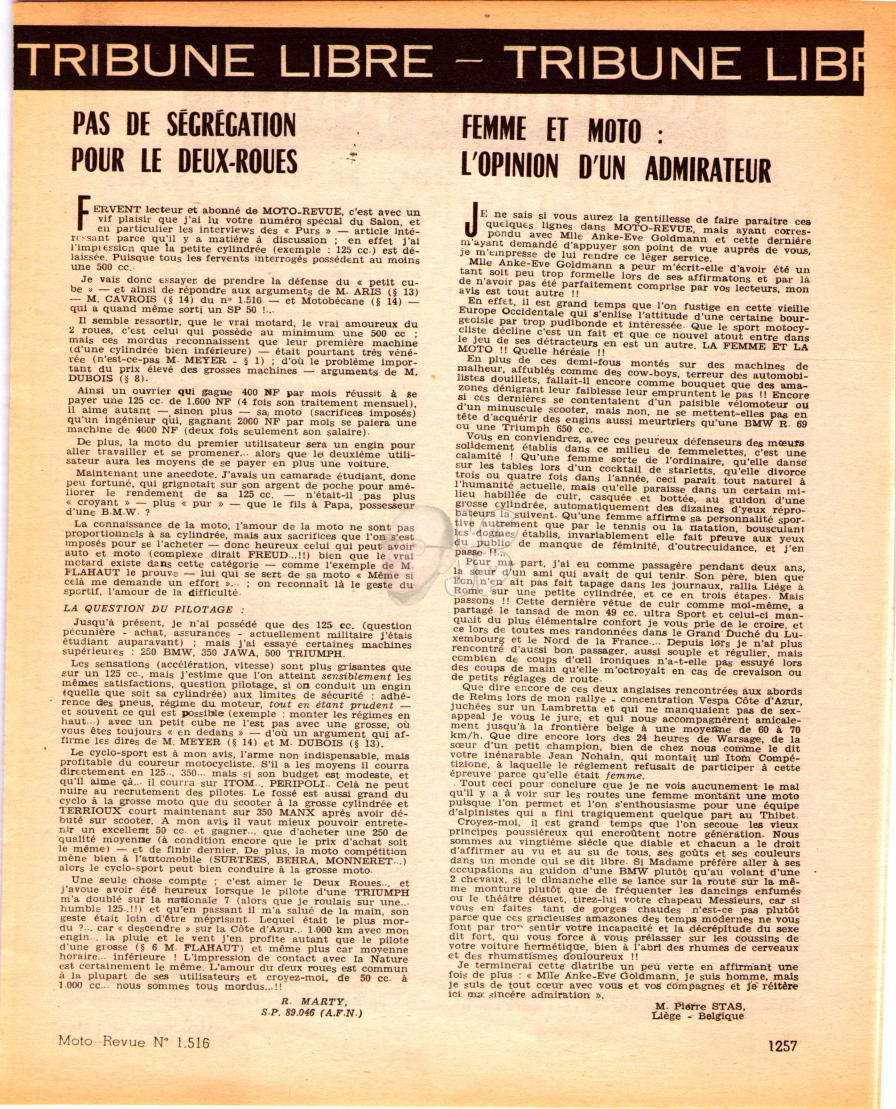 TRIBUNE LIBRE - TRIBUNE LIBR
PAS DE SÉGRÉGATION
POUR LE DEUX-ROUES
FERVENT lecteur et abonné de MOTO-REVUE, c'est avec un
vif plaisir que j'ai lu votre numéro spécial du Salon, et
en particulier les interviews des « Purs » — article inté-
ressant parce qu'il y a matière à discussion ; en effet j'ai
l'impression que la petite cylindrée (exemple : 125 cc.) est dé-
laissée. Puisque tous les fervents interrogés possèdent au moins
une 500 cc.
Je vais donc essayer de prendre la défense du « petit cu-
be » — et ainsi de répondre aux arguments de M. ARIS (§ 13)
— M. CAVROIS (§ 14) du n° 1.510 — et Motobécane (§ 14) —
qui a quand même sorti un SP 50 !...
Il semble ressortir, que le vrai motard, le vrai amoureux du
2 roues, c'est celui qui possède au minimum une 500 cc ;
mais ces mordus reconnaissent que leur première machine
(d'une cylindrée bien inférieure) — était pourtant très véné-
rée (n'est-ce-pas M. MEYER - § 1) ; d'où le problème impor-
tant du prix élevé des grosses machines — arguments de M.
DUBOIS (§ 8).
Ainsi un ouvrier qui gagne 400 NF par mois réussit à se
payer une 125 cc. de 1.600 NF (4 fois son traitement mensuel),
il aime autant — sinon plus — sa moto (sacrifices imposés)
qu'un ingénieur qui, gagnant 2000 NF par mois se paiera une
machine de 4000 NF (deux fois seulement son salaire).
De plus, la moto du premier utilisateur sera un engin pour
aller travailler et se promener... alors que le deuxième utili-
sateur aura les moyens de se payer en plus une voiture.
Maintenant une anecdote. J'avais un camarade étudiant, donc
peu fortuné, qui grignotait sur son argent de poche pour amé-
liorer le rendement de sa 125 cc. — n'était-il pas plus
« croyant » — plus « pur » — que le fils à Papa, possesseur
d'une B.M.W. ?
La connaissance de la moto, l'amour de la moto ne sont pas
proportionnels à sa cylindrée, mais aux sacrifices que l'on s'est
imposés pour se l'acheter — donc heureux celui qui peut avoir
auto et moto (complexe dirait FREUD...!!) bien que le vrai
motard existe dans cette catégorie — comme l'exemple de M.
FLAHAUT le prouve — lui qui se sert de sa moto « Même si
celà me demande un effort »... ; on reconnaît là le geste du
sportif, l'amour de la difficulté.
LA QUESTION DU PILOTAGE :
Jusqu'à présent, je n'ai possédé que des 125 cc. (question
pécunière - achat, assurances - actuellement militaire j'étais
étudiant auparavant) ; mais j'ai essayé certaines machines
supérieures : 250 BMW, 350 JAWA, 500 TRIUMPH.
Les sensations (accélération, vitesse) sont plus grisantes que
sur un 125 cc., mais j'estime que l'on atteint sensiblement les
mêmes satisfactions, question pilotage, si on conduit un engin
(quelle que soit sa cylindrée) aux limites de sécurité : adhé-
rence des pneus, régime du moteur, tout en étant prudent —
et souvent ce qui est possible (exemple : monter les régimes en
haut...) avec un petit cube ne l'est pas avec une grosse, où
vous êtes toujours « en dedans » — d'où un argument qui af-
firme les dires de M. MEYER (§ 14) et M. DUBOIS (§ 13).
Le cyclo-sport est à mon avis, l'arme non indispensable, mais
profitable du coureur motocycliste. S'il a les moyens il courra
directement en 125.., 350... mais si son budget est modeste, et
qu'il aime çà... il courra sur ITOM.., PERIPOLI.. Celà ne peut
nuire au recrutement des pilotes. Le fossé est aussi grand du
cyclo à la grosse moto que du scooter à la grosse cylindrée et
TERRIOUX court maintenant sur 350 MANX après avoir dé-
buté sur scooter. A mon avis il vaut mieux pouvoir entrete-
nir un excellent 50 cc. et gagner.., que d'acheter une 250 de
qualité moyenne (à condition encore que le prix d'achat soit
le même) — et de finir dernier. De plus, la moto compétition
mène bien à l'automobile (SURTEES, BEHRA, MONNERET...)
alors le cyclo-sport peut bien conduire à la grosse moto.
Une seule chose compte ; c'est aimer le Deux Roues.., et
j'avoue avoir été heureux lorsque le pilote d'une TRIUMPH
m'a doublé sur la nationale 7 (alors que je roulais sur une...
humble 125..!!) et qu'en passant il m'a salué de la main, son
geste était loin d'être méprisant. Lequel était le plus mor-
du ?... car « descendre » sur la Côte d'Azur.. 1.000 km avec mon
engin.. la pluie et le vent j'en profite autant que le pilote
d'une grosse (§ 6 M. FLAHAUT) et même plus car moyenne
horaire... inférieure ! L'impression de contact avec la Nature
est certainement le même. L'amour du deux roues est commun
à la plupart de ses utilisateurs et croyez-moi, de 50 cc. à
1.000 cc... nous sommes tous mordus...!!
R. MARTY,
S.P. 89.046 (A.F.N.)
FEMME ET MOTO :
L'OPINION D'UN ADMIRATEUR
JE ne sais si vous aurez la gentillesse de faire paraître ces
quelques lignes dans MOTO-REVUE, mais ayant corres-
pondu avec Mlle Anke-Eve Goldmann et cette dernière
m'ayant demandé d'appuyer son point de vue auprès de vous,
je m'empresse de lui rendre ce léger service.
Mlle Anke-Eve Goldmann a peur m'écrit-elle d'avoir été un
tant soit peu trop formelle lors de ses affirmatons et par là
de n'avoir pas été parfaitement comprise par vos lecteurs, mon
avis est tout autre !!
En effet, il est grand temps que l'on fustige en cette vieille
Europe Occidentale qui s'enlise l'attitude d'une certaine bour-
geoisie par trop pudibonde et intéressée. Que le sport motocy-
cliste décline c'est un fait et que ce nouvel atout entre dans
le jeu de ses détracteurs en est un autre. LA FEMME ET LA
MOTO !! Quelle hérésie !!
En plus de ces demi-fous montés sur des machines de
malheur, affublés comme des cow-boys, terreur des automobi-
listes douillets, fallait-il encore comme bouquet que des ama-
zones dénigrant leur faiblesse leur empruntent le pas !! Encore
si ces dernières se contentaient d'un paisible vélomoteur ou
d'un minuscule scooter, mais non, ne se mettent-elles pas en
tête d'acquérir des engins aussi meurtriers qu'une BMW R. 69
ou une Triumph 650 cc.
Vous en conviendrez, avec ces peureux défenseurs des mœurs
solidement établis dans ce milieu de femmelettes, c'est une
calamité ! Qu'une femme sorte de l'ordinaire, qu'elle danse
sur les tables lors d'un cocktail de starlets, qu'elle divorce
trois ou quatre fois dans l'année, ceci paraît tout naturel à
l'humanité actuelle, mais qu'elle paraisse dans un certain mi-
lieu habillée de cuir, casquée et bottée, au guidon d'une
grosse cylindrée, automatiquement des dizaines d'yeux répro-
bateurs la suivent. Qu'une femme affirme sa personnalité spor-
tive autrement que par le tennis ou la natation, bousculant
les dogmes établis, invariablement elle fait preuve aux yeux
du public de manque de féminité, d'outrecuidance, et j'en
passe !!...
Pour ma part, j'ai eu comme passagère pendant deux ans,
la sœur d'un ami qui avait de qui tenir. Son père, bien que
l'on n'en ait pas fait tapage dans les journaux, rallia Liège à
Rome sur une petite cylindrée, et ce en trois étapes. Mais
passons !! Cette dernière vêtue de cuir comme moi-même, a
partagé le tansad de mon 49 cc. ultra Sport et celui-ci man-
quait du plus élémentaire confort je vous prie de le croire, et
ce lors de toutes mes randonnées dans le Grand Duché du Lu-
xembourg et le Nord de la France... Depuis lors je n'ai plus
rencontré d'aussi bon passager, aussi souple et régulier, mais
combien de coups d'œil ironiques n'a-t-elle pas essuyé lors
des coups de main qu'elle m'octroyait en cas de crevaison ou
de petits réglages de route.
Que dire encore de ces deux anglaises rencontrées aux abords
de Reims lors de mon rallye - concentration Vespa Côte d'Azur,
juchées sur un Lambretta et qui ne manquaient pas de sex-
appeal je vous le jure, et qui nous accompagnèrent amicale-
ment jusqu'à la frontière belge à une moyenne de 60 à 70
km/h. Que dire encore lors des 24 heures de Warsage, de la
sœur d'un petit champion, bien de chez nous comme le dit
votre inénarable Jean Nohain, qui montait un Itom Compé-
tizione, à laquelle le règlement refusait de participer à cette
épreuve parce qu'elle était femme.
Tout ceci pour conclure que je ne vois aucunement le mal
qu'il y a à voir sur les routes une femme montant une moto
puisque l'on permet et l'on s'enthousiasme pour une équipe
d'alpinistes qui a fini tragiquement quelque part au Thibet.
Croyez-moi, il est grand temps que l'on secoue les vieux
principes poussiéreux qui encroûtent notre génération. Nous
sommes au vingtième siècle que diable et chacun a le droit
d'affirmer au vu et au su de tous, ses goûts et ses couleurs
dans un monde qui se dit libre. Si Madame préfère aller à ses
occupations au guidon d'une BMW plutôt qu'au volant d'une
2 chevaux, si le dimanche elle se lance sur la route sur la mê-
me monture plutôt que de fréquenter les dancings enfumés
ou le théâtre désuet, tirez-lui votre chapeau Messieurs, car si
vous en faites tant de gorges chaudes n'est-ce pas plutôt
parce que ces gracieuses amazones des temps modernes ne vous
font par trop sentir votre incapacité et la décrépitude du sexe
dit fort, qui vous force à vous prélasser sur les coussins de
votre voiture hermétique, bien à l'abri des rhumes de cerveaux
et des rhumatismes douloureux !!
Je terminerai cette diatribe un peu verte en affirmant une
fois de plus : « Mlle Anke-Eve Goldmann, je suis homme, mais
je suis de tout cœur avec vous et vos compagnes et je réitère
ici ma sincère admiration ».
M. Pierre STAS,
Liège - Belgique
Moto Revue N° 1.516
1257